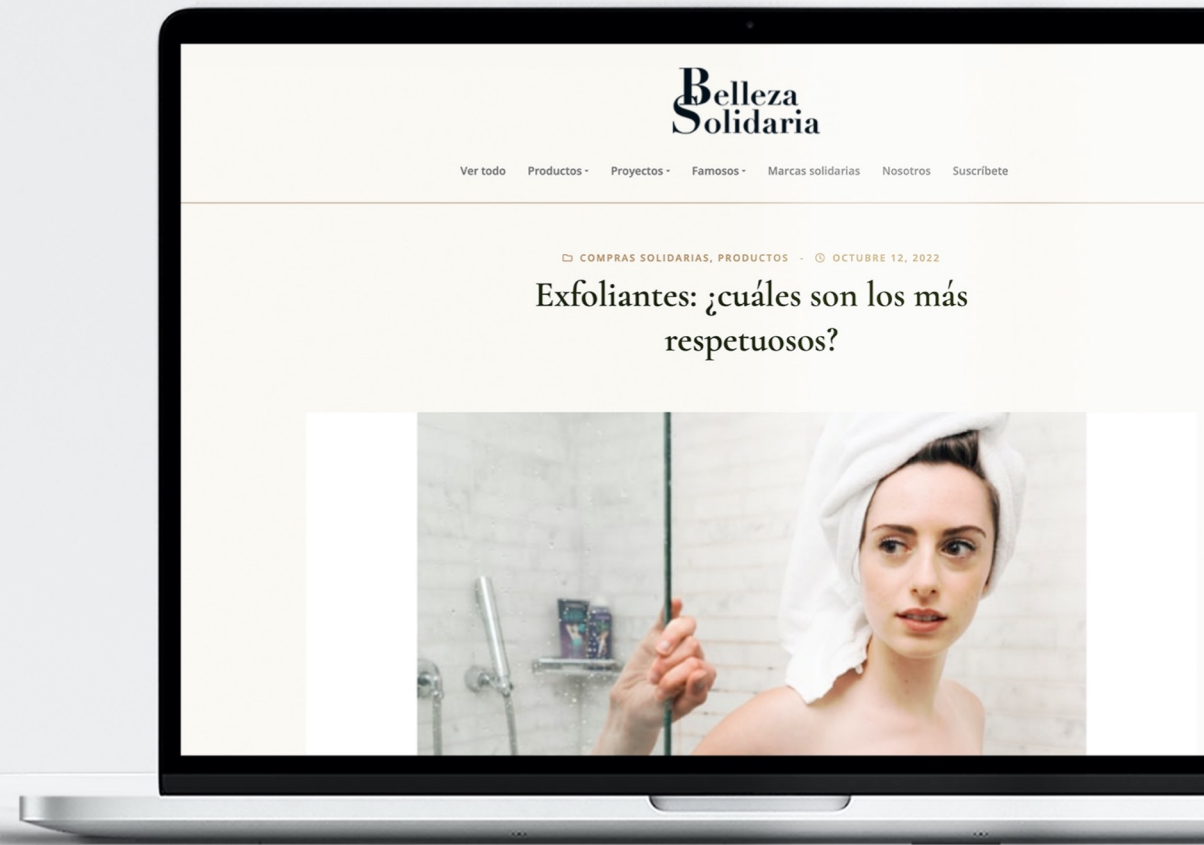 Belleza
Solidaria
Ver todo Productos Proyectos Famosos Marcas solidarias Nosotros Suscríbete
COMPRAS SOLIDARIAS, PRODUCTOS - OCTUBRE 12, 2022
Exfoliantes: ¿cuáles son los más
respetuosos?